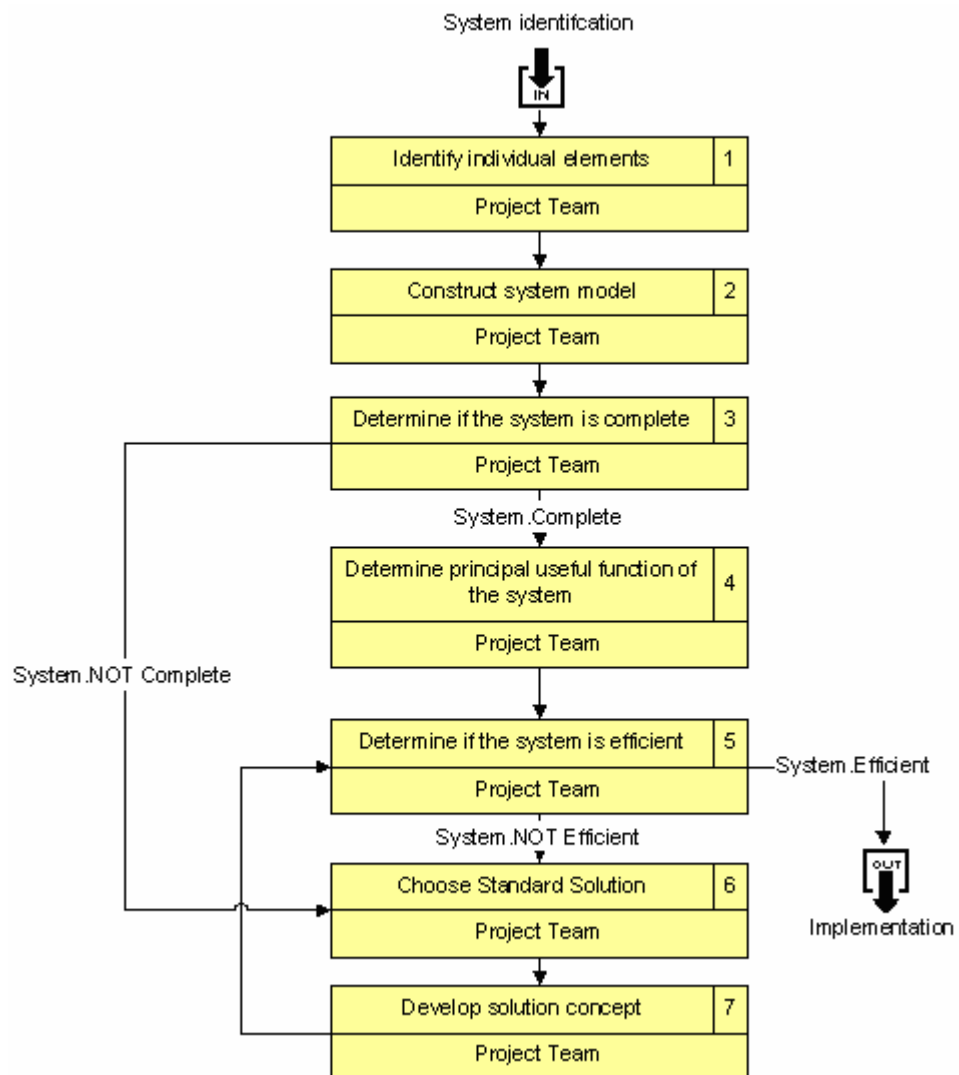 System identifcation
IN
Identify individual elements
1
Project Team
Construct system model
2
Project Team
Determine if the system is complete
3
Project Team
System.Complete
Determine principal useful function of
the system
4
Project Team
System.NOT Complete
Determine if the system is efficient
5
Project Team
System.Efficient
System.NOT Efficient
OUT
Choose Standard Solution
6
Project Team
Implementation
Develop solution concept
7
Project Team